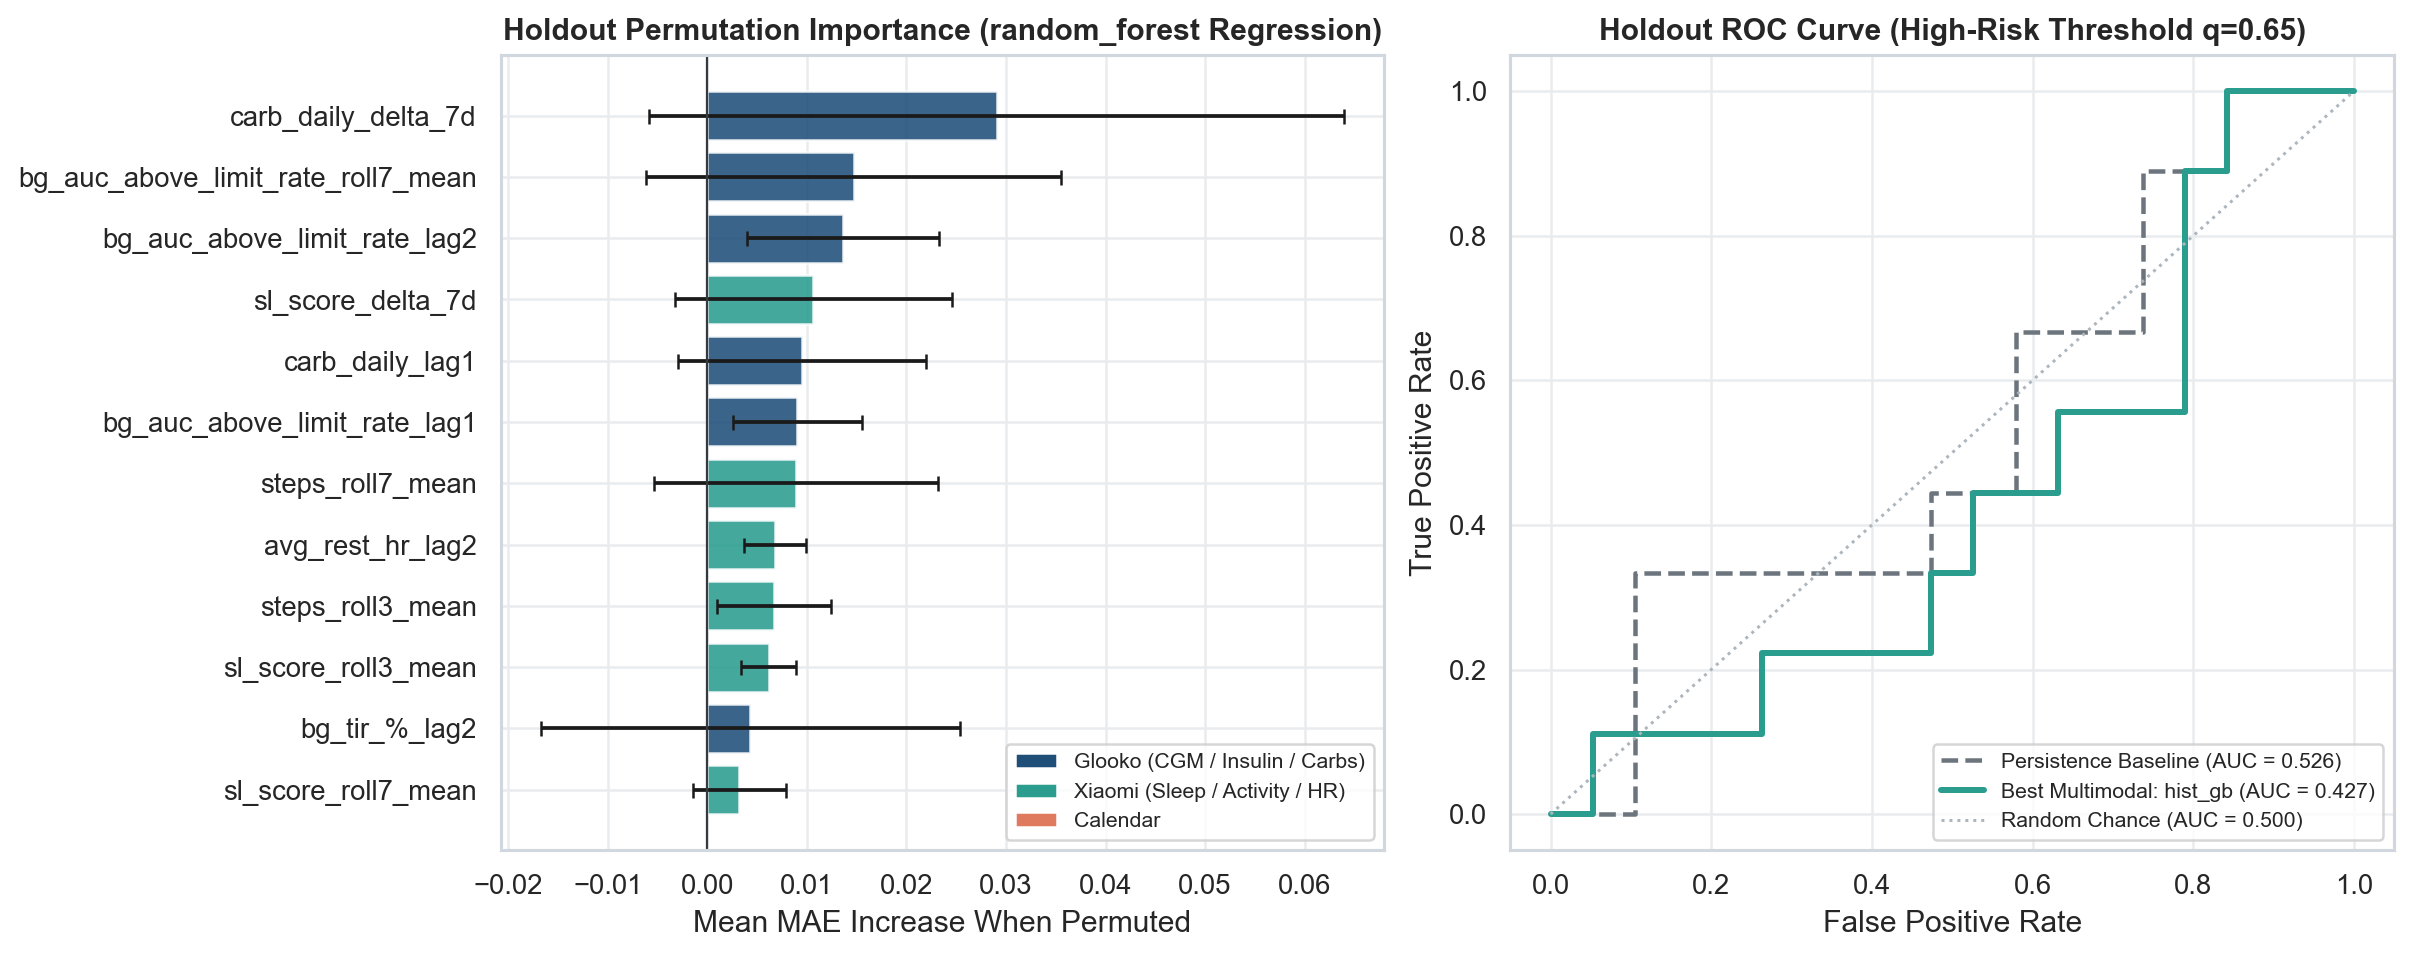 Holdout Permutation Importance (random_forest Regression)
carb_daily_delta_7d
bg_auc_above_limit_rate_roll7_mean
bg_auc_above_limit_rate_lag2
sl_score_delta_7d
carb_daily_lag1
bg_auc_above_limit_rate_lag1
steps_roll7_mean
avg_rest_hr_lag2
steps_roll3_mean
sl_score_roll3_mean
bg_tir_%_lag2
sl_score_roll7_mean
Glooko (CGM / Insulin / Carbs)
Xiaomi (Sleep / Activity / HR)
Calendar
−0.02 −0.01 0.00 0.01 0.02 0.03 0.04 0.05 0.06
Mean MAE Increase When Permuted
Holdout ROC Curve (High-Risk Threshold q=0.65)
True Positive Rate
1.0
0.8
0.6
0.4
0.2
0.0
Persistence Baseline (AUC = 0.526)
Best Multimodal: hist_gb (AUC = 0.427)
Random Chance (AUC = 0.500)
0.0 0.2 0.4 0.6 0.8 1.0
False Positive Rate